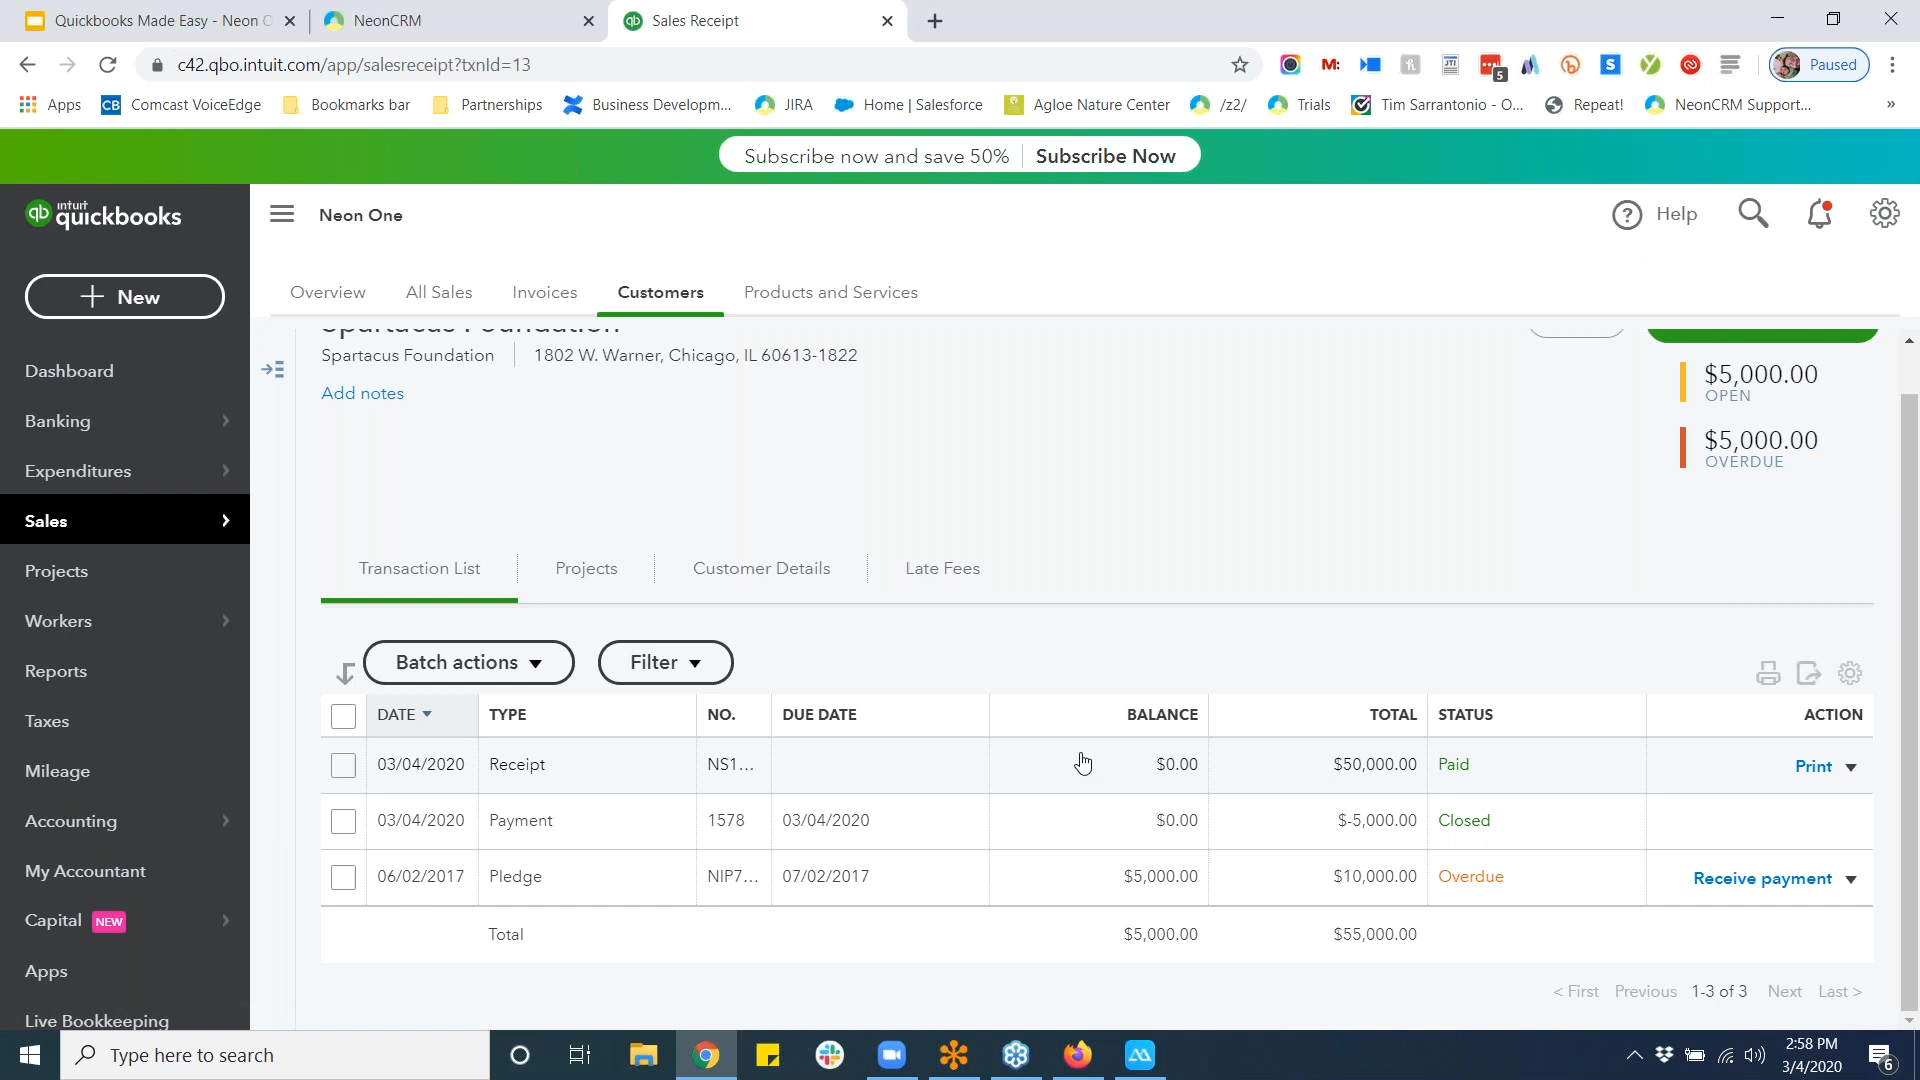 Quickbooks Made Easy - Neon
NeonCRM
Sales Receipt
c42.qbo.intuit.com/app/salesreceipt?txnId=13
M:
JTI
5
S
Paused
Apps
CB Comcast VoiceEdge
Bookmarks bar
Partnerships
Business Developm...
JIRA
Home | Salesforce
Agloe Nature Center
/z2/
Trials
Tim Sarrantonio - O...
Repeat!
NeonCRM Support...
»
Subscribe now and save 50% Subscribe Now
qb intuit quickbooks
Neon One
Help
+ New
Overview
All Sales
Invoices
Customers
Products and Services
Spartacus Foundation
Spartacus Foundation
1802 W. Warner, Chicago, IL 60613-1822
Add notes
$5,000.00
OPEN
$5,000.00
OVERDUE
Dashboard
Banking
Expenditures
Sales
Projects
Workers
Reports
Taxes
Mileage
Accounting
My Accountant
Capital NEW
Apps
Live Bookkeeping
Transaction List
Projects
Customer Details
Late Fees
Batch actions
Filter
DATE TYPE NO. DUE DATE BALANCE TOTAL STATUS ACTION
03/04/2020 Receipt NS1... $0.00 $50,000.00 Paid Print
03/04/2020 Payment 1578 03/04/2020 $0.00 $-5,000.00 Closed
06/02/2017 Pledge NIP7... 07/02/2017 $5,000.00 $10,000.00 Overdue Receive payment
Total $5,000.00 $55,000.00
< First Previous 1-3 of 3 Next Last >
Type here to search
2:58 PM
3/4/2020
6